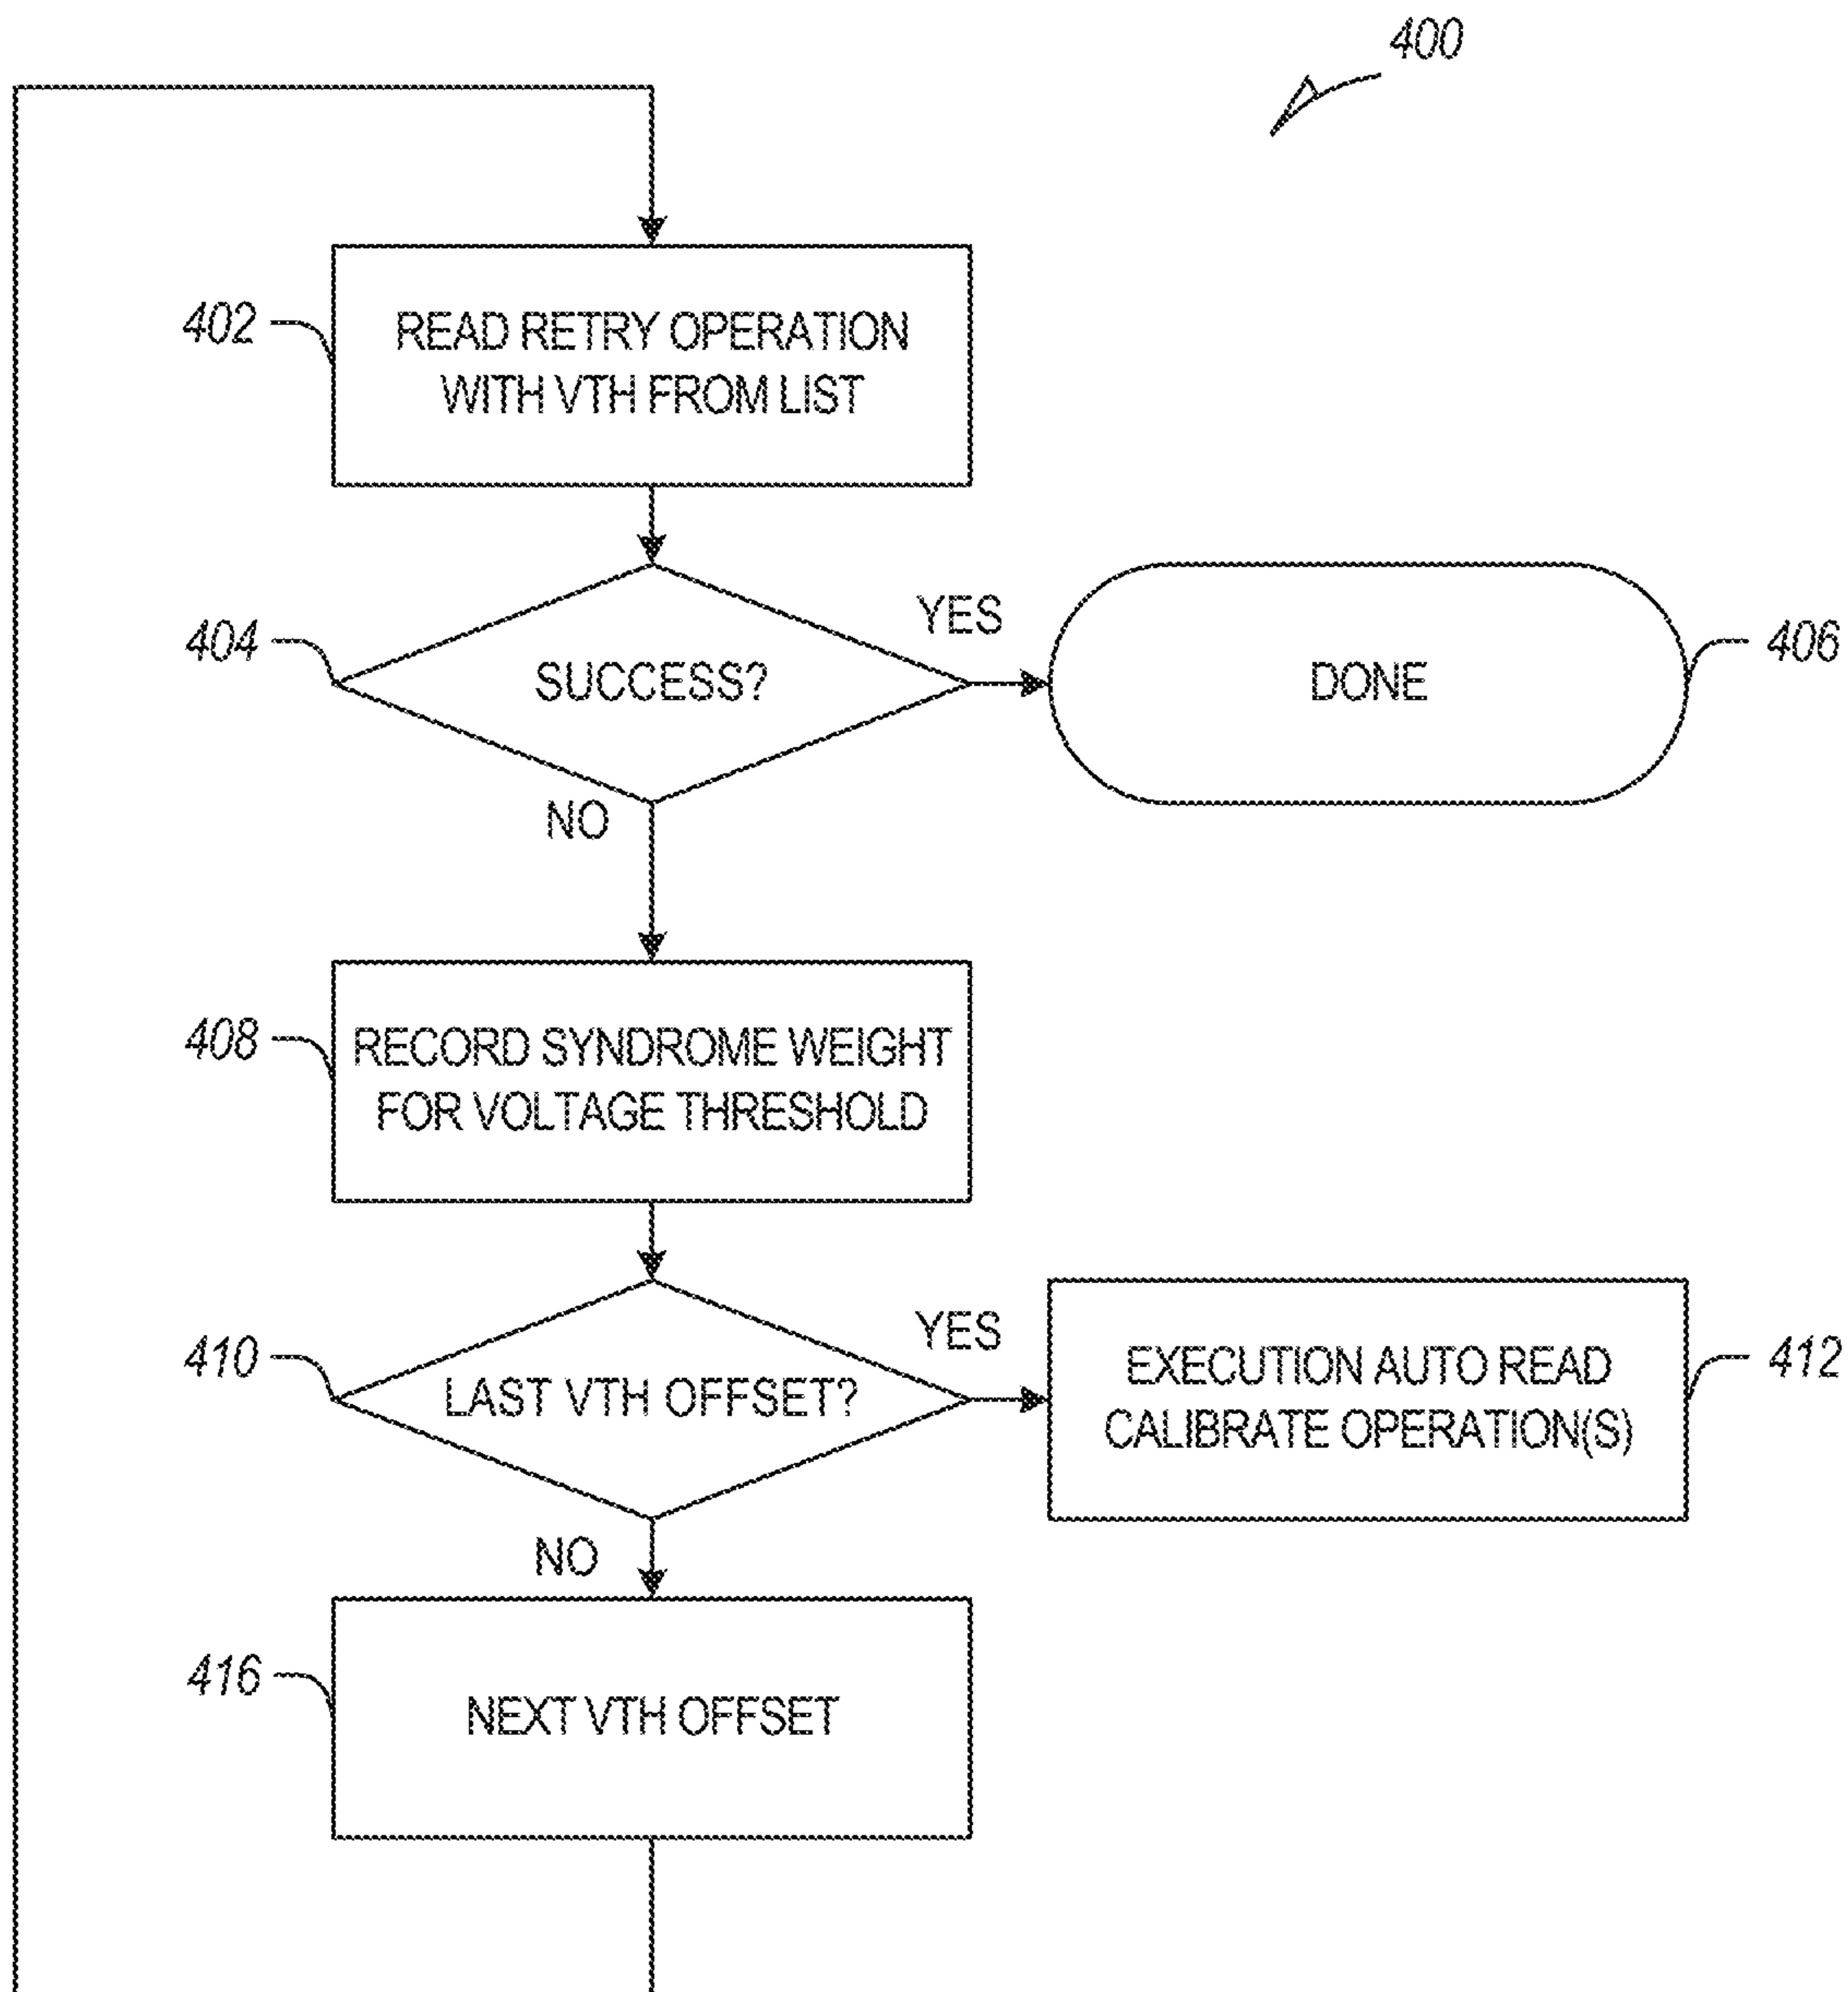 400
402
READ RETRY OPERATION
WITH VTH FROM LIST
404
SUCCESS?
YES
DONE
406
NO
408
RECORD SYNDROME WEIGHT
FOR VOLTAGE THRESHOLD
410
LAST VTH OFFSET?
YES
EXECUTION AUTO READ
CALIBRATE OPERATION(S)
412
NO
416
NEXT VTH OFFSET